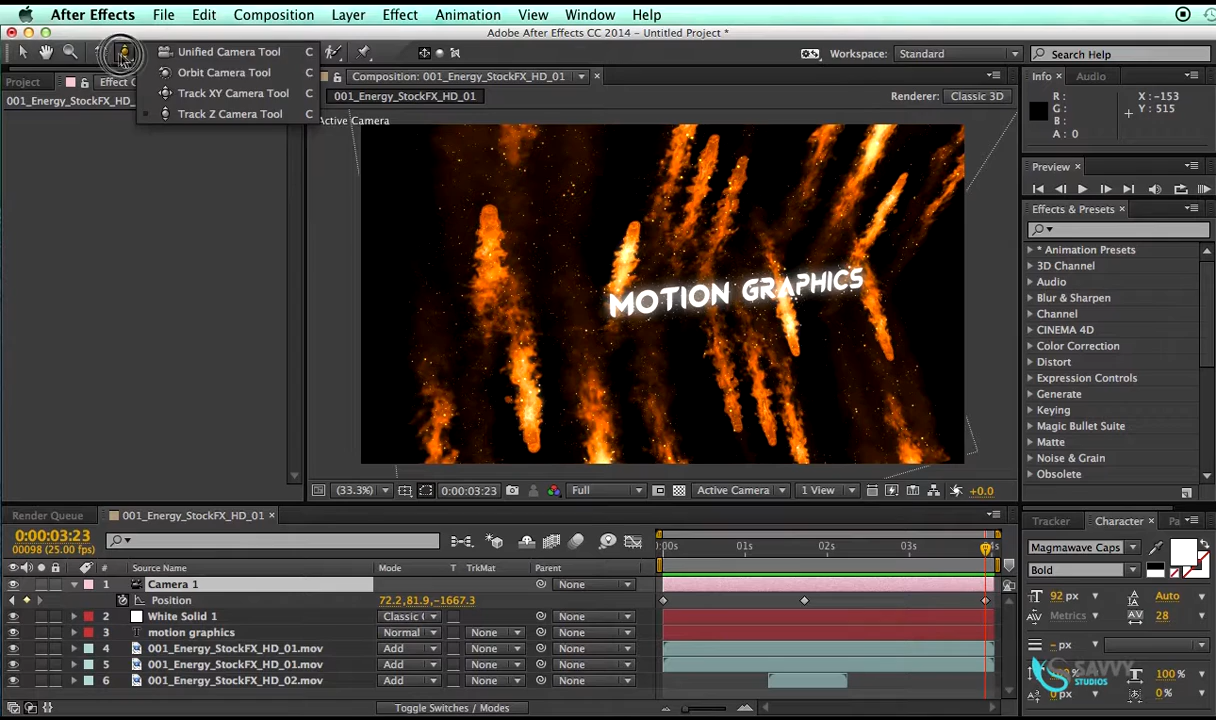 After Effects File Edit Composition Layer Effect Animation View Window Help
Adobe After Effects CC 2014 - Untitled Project *
Unified Camera Tool C
Orbit Camera Tool C
Track XY Camera Tool C
Track Z Camera Tool C
Workspace: Standard
Search Help
Project
Effect C
001_Energy_StockFX_HD_
Composition: 001_Energy_StockFX_HD_01
001_Energy_StockFX_HD_01
Renderer: Classic 3D
Active Camera
MOTION GRAPHICS
(33.3%) 0:00:03:23 Full Active Camera 1 View +0.0
Info Audio
R: X: -153
G: Y: 515
B:
A: 0
Preview
Effects & Presets
* Animation Presets
3D Channel
Audio
Blur & Sharpen
Channel
CINEMA 4D
Color Correction
Distort
Expression Controls
Generate
Keying
Magic Bullet Suite
Matte
Noise & Grain
Obsolete
Render Queue 001_Energy_StockFX_HD_01
0:00:03:23
00098 (25.00 fps)
:00s 01s 02s 03s 4s
# Source Name Mode T TrkMat Parent
1 Camera 1 None
Position 72.2,81.9,-1667.3
2 White Solid 1 Classic None
3 T motion graphics Normal None None
4 001_Energy_StockFX_HD_01.mov Add None None
5 001_Energy_StockFX_HD_01.mov Add None None
6 001_Energy_StockFX_HD_02.mov Add None None
Toggle Switches / Modes
Tracker Character Pa
Magmawave Caps
Bold
92 px Auto
Metrics 28
- px
100%
0 px 0 %
SAVVY
STUDIOS